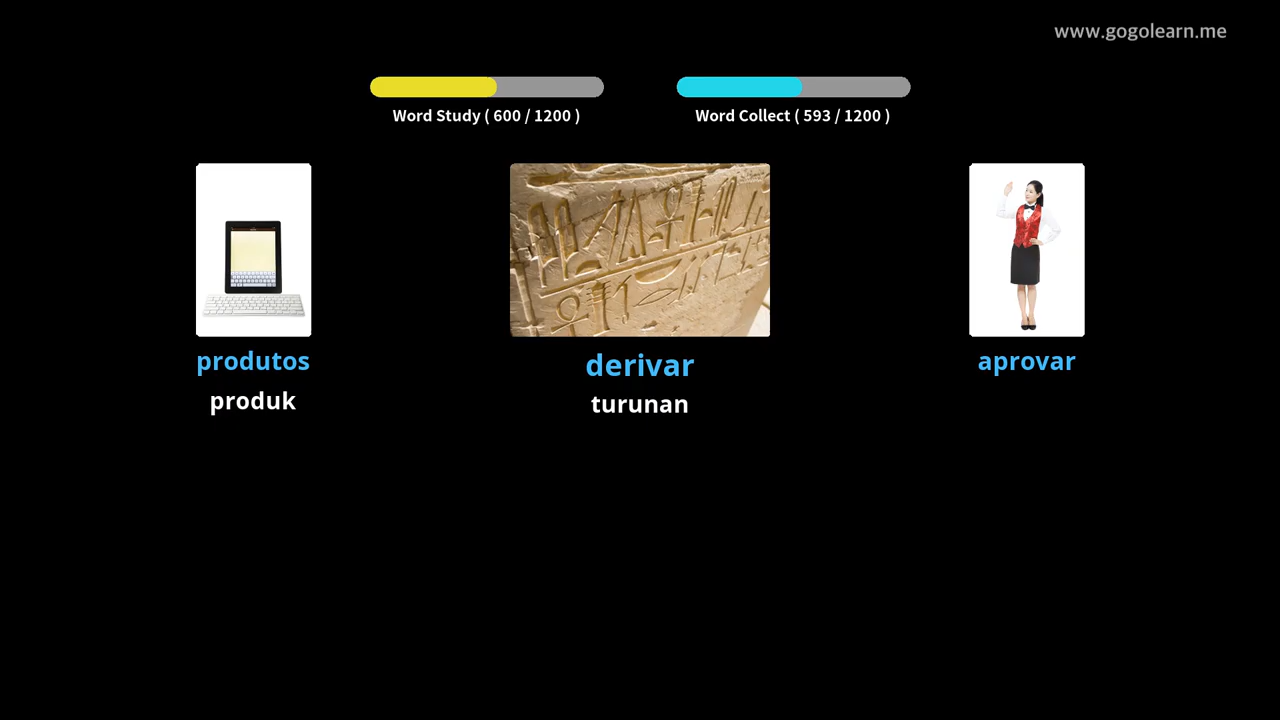 www.gogolearn.me
Word Study ( 600 / 1200 )
Word Collect ( 593 / 1200 )
produtos
derivar
aprovar
produk
turunan